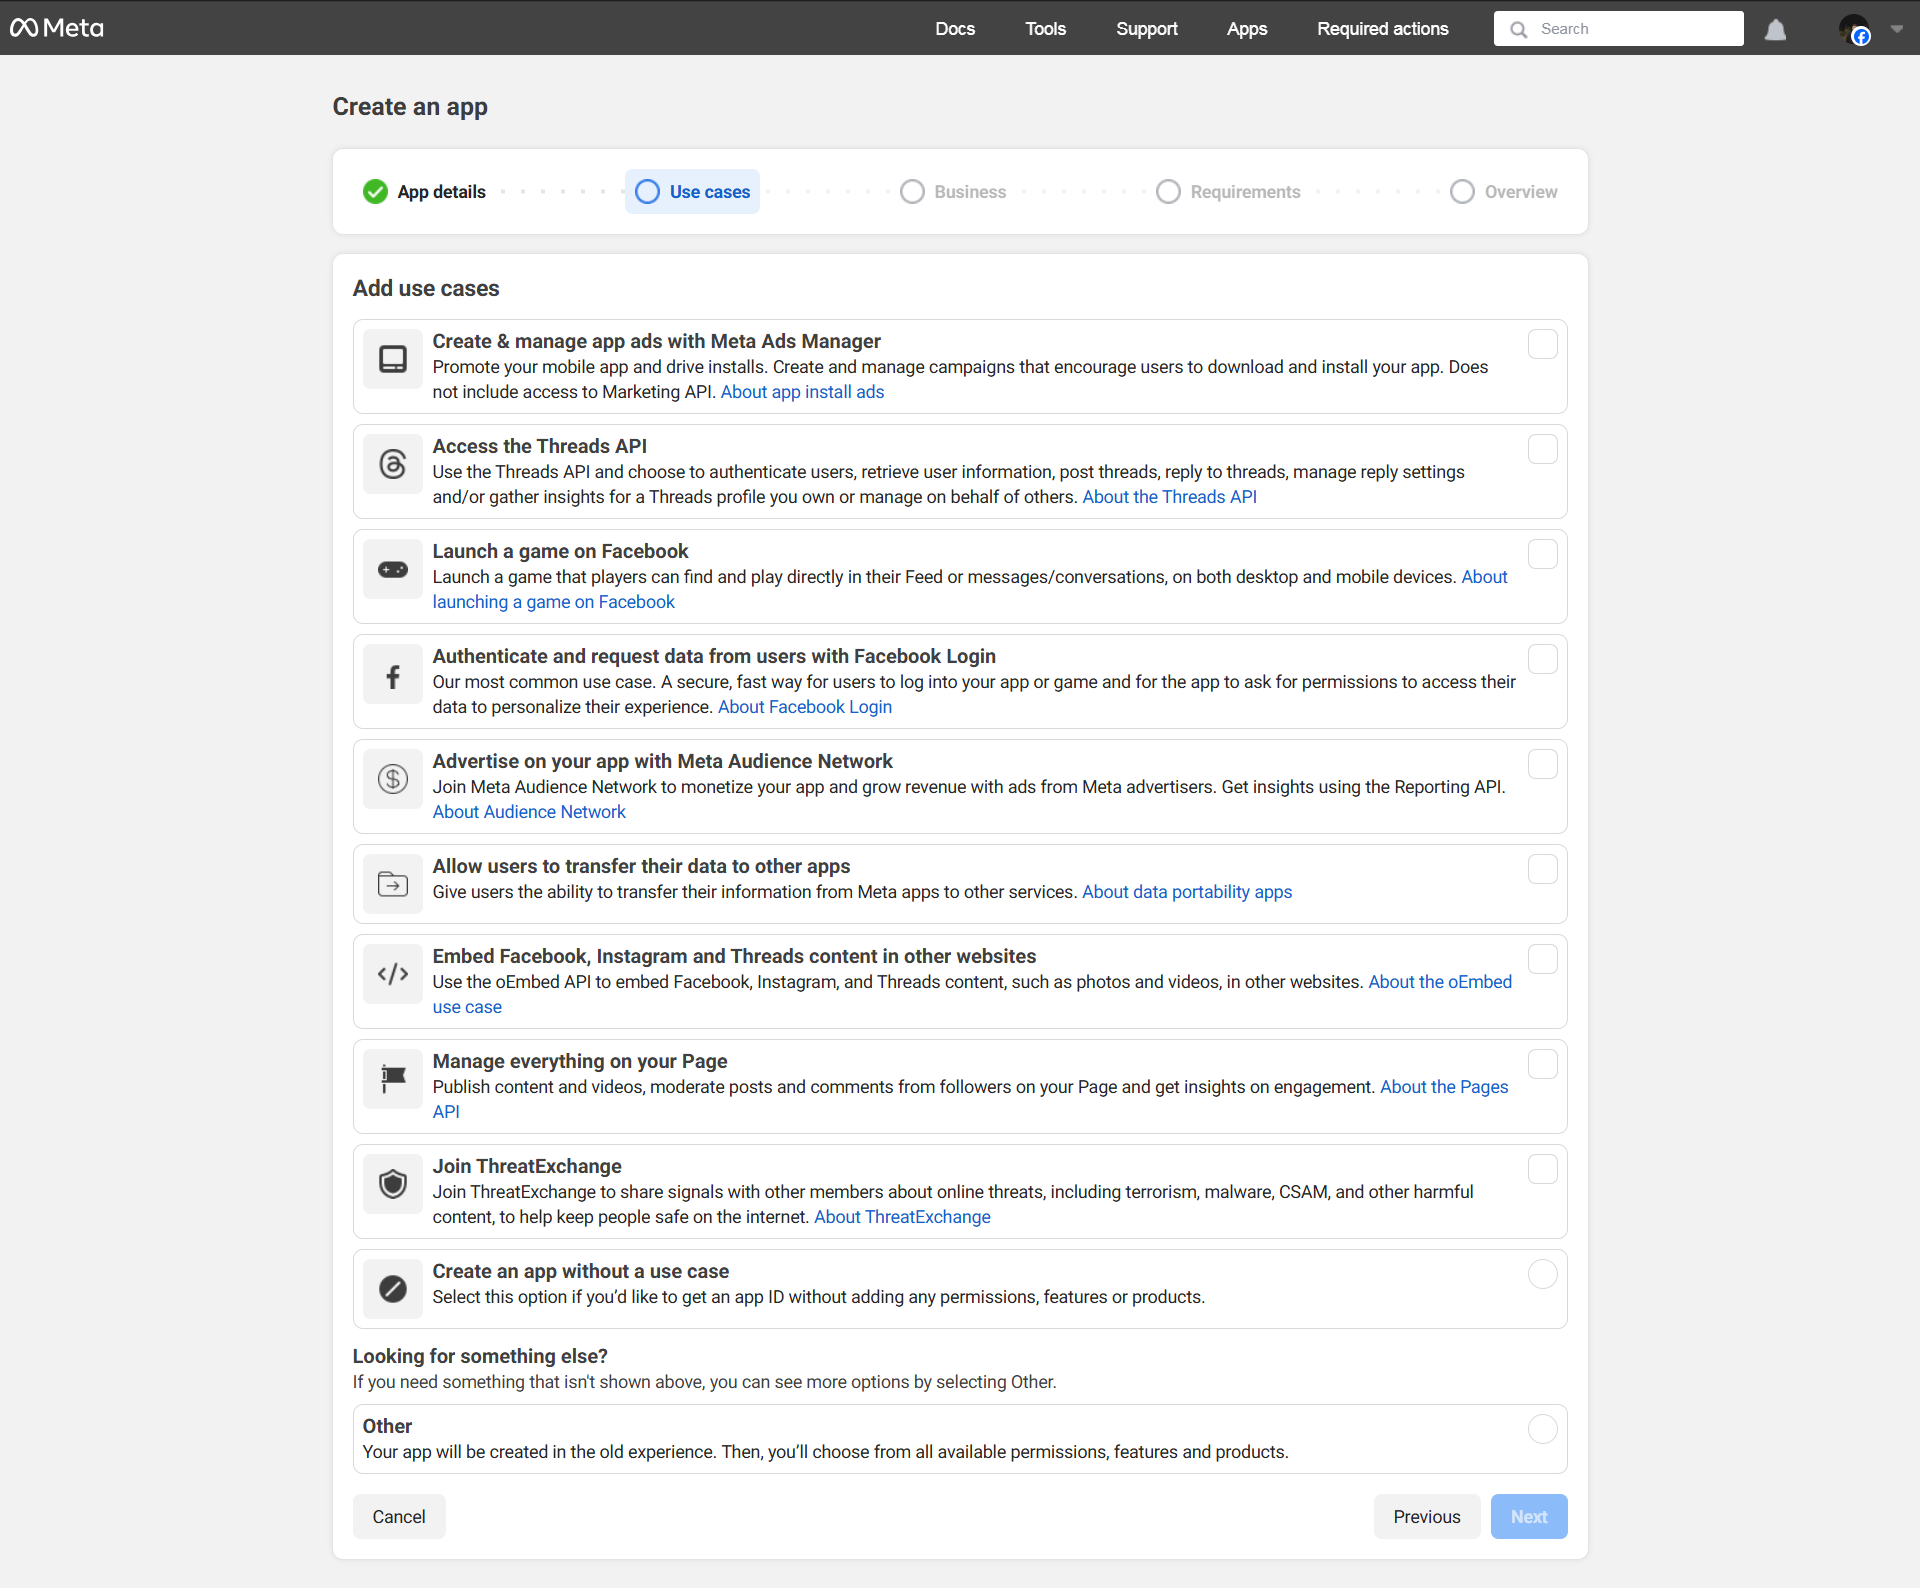 Meta
Docs Tools Support Apps Required actions Search
Create an app
App details Use cases Business Requirements Overview
Add use cases
Create & manage app ads with Meta Ads Manager
Promote your mobile app and drive installs. Create and manage campaigns that encourage users to download and install your app. Does
not include access to Marketing API. About app install ads
Access the Threads API
Use the Threads API and choose to authenticate users, retrieve user information, post threads, reply to threads, manage reply settings
and/or gather insights for a Threads profile you own or manage on behalf of others. About the Threads API
Launch a game on Facebook
Launch a game that players can find and play directly in their Feed or messages/conversations, on both desktop and mobile devices. About
launching a game on Facebook
Authenticate and request data from users with Facebook Login
Our most common use case. A secure, fast way for users to log into your app or game and for the app to ask for permissions to access their
data to personalize their experience. About Facebook Login
Advertise on your app with Meta Audience Network
Join Meta Audience Network to monetize your app and grow revenue with ads from Meta advertisers. Get insights using the Reporting API.
About Audience Network
Allow users to transfer their data to other apps
Give users the ability to transfer their information from Meta apps to other services. About data portability apps
Embed Facebook, Instagram and Threads content in other websites
Use the oEmbed API to embed Facebook, Instagram, and Threads content, such as photos and videos, in other websites. About the oEmbed
use case
Manage everything on your Page
Publish content and videos, moderate posts and comments from followers on your Page and get insights on engagement. About the Pages
API
Join ThreatExchange
Join ThreatExchange to share signals with other members about online threats, including terrorism, malware, CSAM, and other harmful
content, to help keep people safe on the internet. About ThreatExchange
Create an app without a use case
Select this option if you’d like to get an app ID without adding any permissions, features or products.
Looking for something else?
If you need something that isn't shown above, you can see more options by selecting Other.
Other
Your app will be created in the old experience. Then, you’ll choose from all available permissions, features and products.
Cancel Previous Next